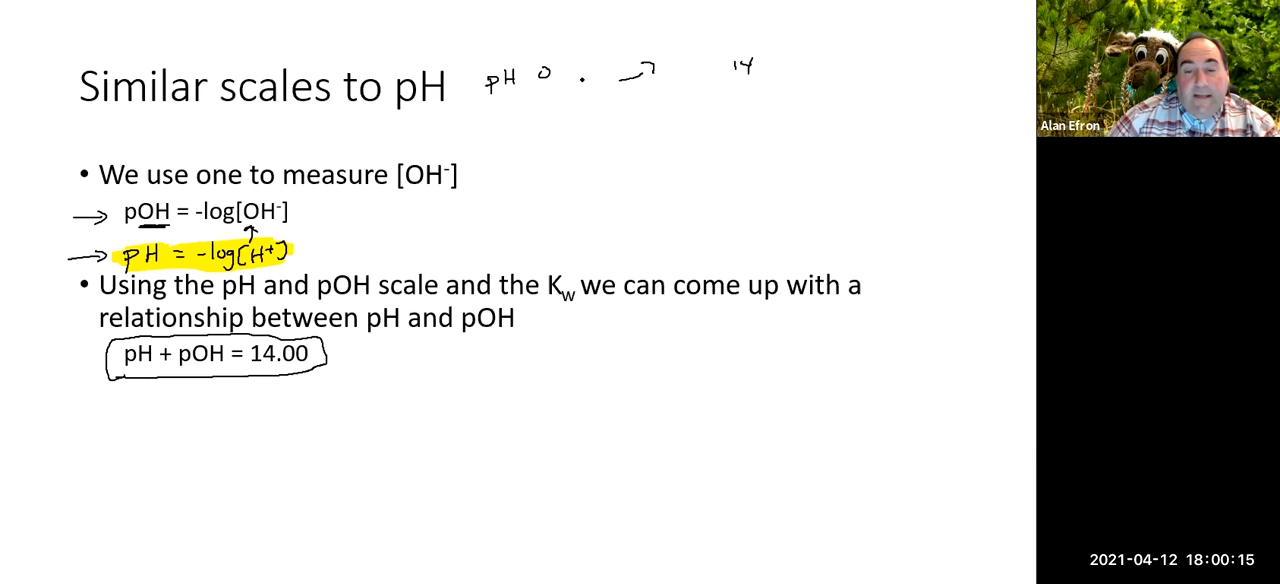 Similar scales to pH pH 0 . → 14
• We use one to measure [OH-]
→ pOH = -log[OH-]
→ pH = -log[H+]
• Using the pH and pOH scale and the Kw we can come up with a
relationship between pH and pOH
pH + pOH = 14.00
Alan Efron
2021-04-12 18:00:15